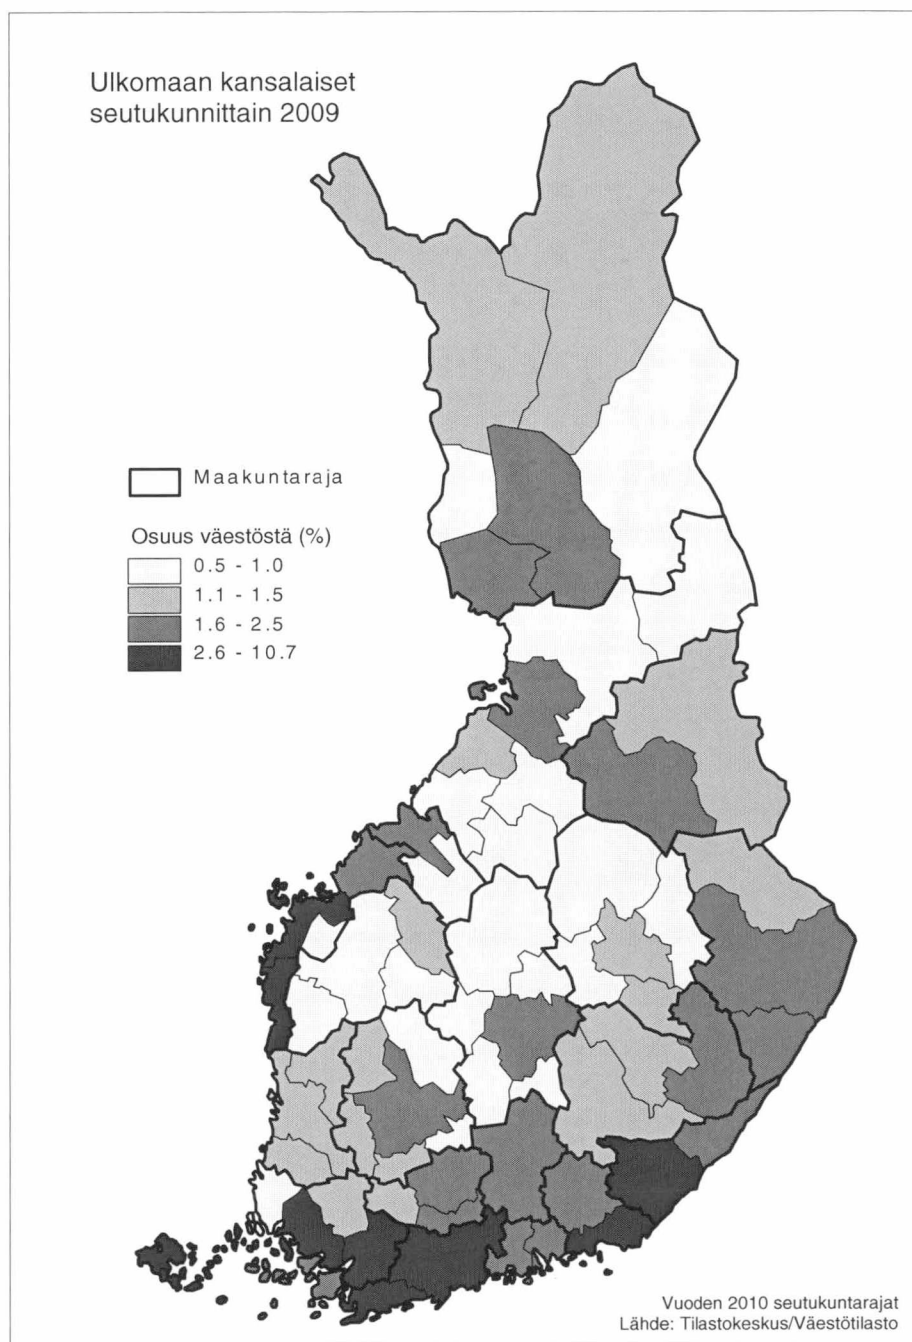 Ulkomaan kansalaiset
seutukunnittain 2009
Maakuntaraja
Osuus väestöstä (%)
0.5 - 1.0
1.1 - 1.5
1.6 - 2.5
2.6 - 10.7
Vuoden 2010 seutukuntarajat
Lähde: Tilastokeskus/Väestötilasto